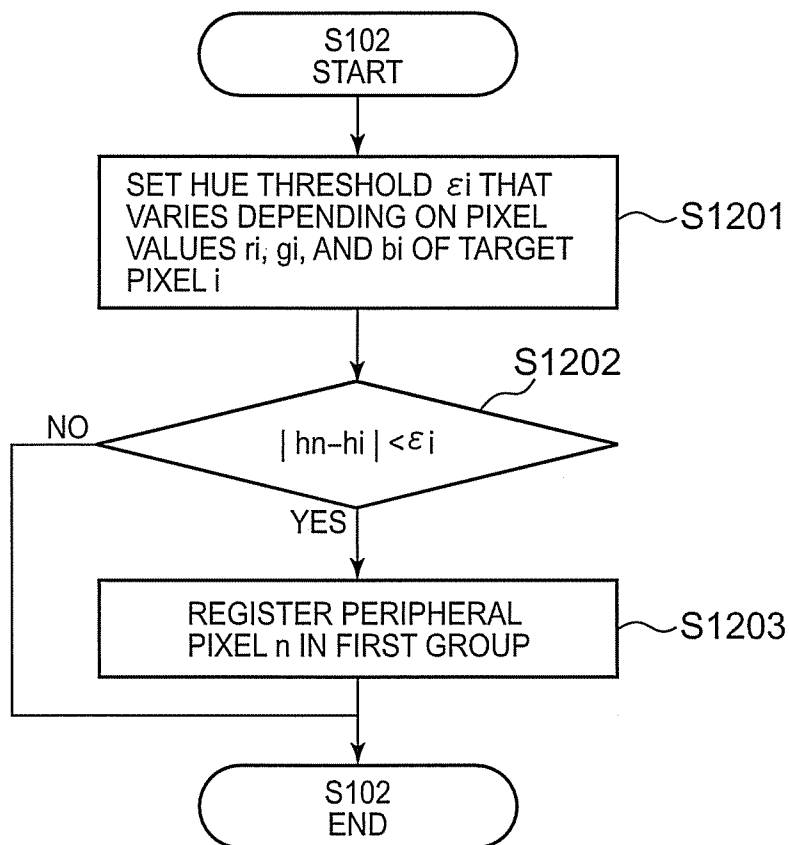 S102
START
SET HUE THRESHOLD εi THAT
VARIES DEPENDING ON PIXEL
VALUES ri, gi, AND bi OF TARGET
PIXEL i
S1201
S1202
NO
| hn–hi | <εi
YES
REGISTER PERIPHERAL
PIXEL n IN FIRST GROUP
S1203
S102
END